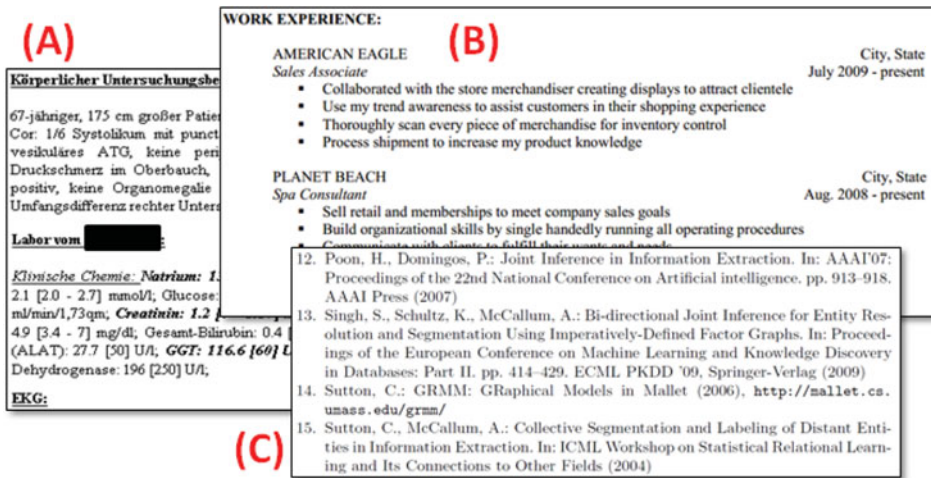 (A)
Körperlicher Untersuchungsbe
67-jähriger, 175 cm großer Patie
Cor: 1/6 Systolikum mit punct
vesikuläres ATG, keine peri
Druckschmerz im Oberbauch,
positiv, keine Organomegalie
Umfangsdifferenz rechter Unters
Labor vom :
Klinische Chemie: Natrium: 1
2.1 [2.0 - 2.7] mmol/l; Glucose:
ml/min/1,73qm; Creatinin: 1.2 [
4.9 [3.4 - 7] mg/dl; Gesamt-Bilirubin: 0.4 [
(ALAT): 27.7 [50] U/l; GGT: 116.6 [60] U
Dehydrogenase: 196 [250] U/l;
EKG:
(B)
WORK EXPERIENCE:
AMERICAN EAGLE City, State
Sales Associate July 2009 - present
▪ Collaborated with the store merchandiser creating displays to attract clientele
▪ Use my trend awareness to assist customers in their shopping experience
▪ Thoroughly scan every piece of merchandise for inventory control
▪ Process shipment to increase my product knowledge
PLANET BEACH City, State
Spa Consultant Aug. 2008 - present
▪ Sell retail and memberships to meet company sales goals
▪ Build organizational skills by single handedly running all operating procedures
▪ Communicate with clients to fulfill their wants and needs
(C)
12. Poon, H., Domingos, P.: Joint Inference in Information Extraction. In: AAAI'07:
Proceedings of the 22nd National Conference on Artificial intelligence. pp. 913–918.
AAAI Press (2007)
13. Singh, S., Schultz, K., McCallum, A.: Bi-directional Joint Inference for Entity Res-
olution and Segmentation Using Imperatively-Defined Factor Graphs. In: Proceed-
ings of the European Conference on Machine Learning and Knowledge Discovery
in Databases: Part II. pp. 414–429. ECML PKDD '09, Springer-Verlag (2009)
14. Sutton, C.: GRMM: GRaphical Models in Mallet (2006), http://mallet.cs.
umass.edu/grmm/
15. Sutton, C., McCallum, A.: Collective Segmentation and Labeling of Distant Enti-
ties in Information Extraction. In: ICML Workshop on Statistical Relational Learn-
ing and Its Connections to Other Fields (2004)